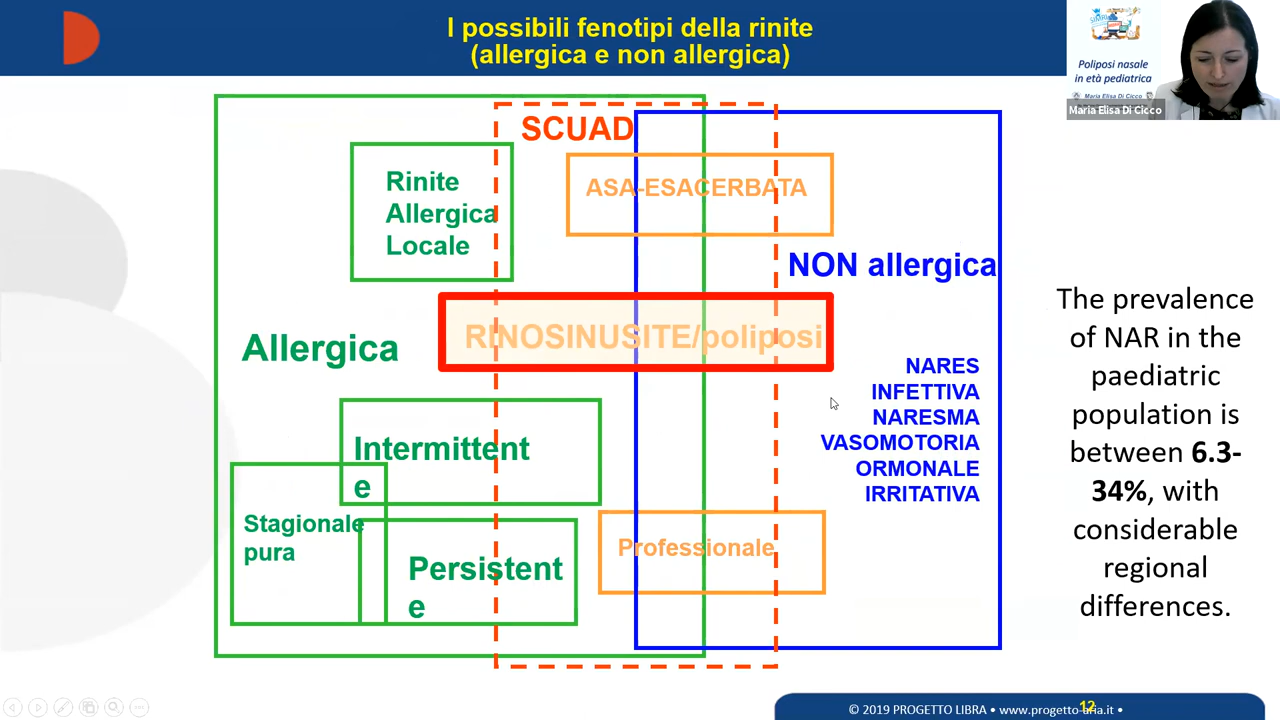 I possibili fenotipi della rinite
(allergica e non allergica)
Poliposi nasale
in età pediatrica
Maria Elisa Di Cicco
Maria Elisa Di Cicco
SCUAD
Rinite
Allergica
Locale
ASA-ESACERBATA
NON allergica
Allergica
RINOSINUSITE/poliposi
NARES
INFETTIVA
NARESMA
VASOMOTORIA
ORMONALE
IRRITATIVA
Intermittent
e
Stagionale
pura
Persistent
e
Professionale
The prevalence
of NAR in the
paediatric
population is
between 6.3-
34%, with
considerable
regional
differences.
© 2019 PROGETTO LIBRA • www.progetto-aria.it •
12